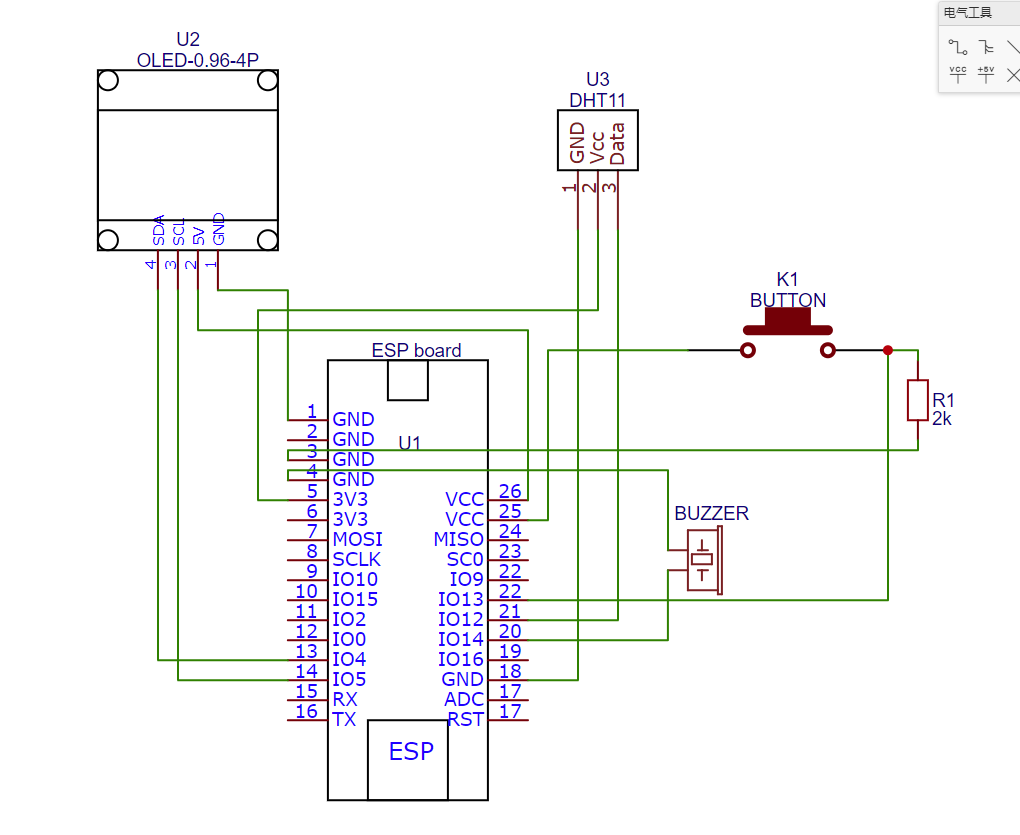 电气工具
VCC
+5V
U2
OLED-0.96-4P
SDA
SCL
5V
GND
4
3
2
1
U3
DHT11
GND
Vcc
Data
1
2
3
K1
BUTTON
R1
2k
BUZZER
ESP board
U1
1 GND
2 GND
3 GND
4 GND
5 3V3
6 3V3
7 MOSI
8 SCLK
9 IO10
10 IO15
11 IO2
12 IO0
13 IO4
14 IO5
15 RX
16 TX
VCC 26
VCC 25
MISO 24
SC0 23
IO9 22
IO13 22
IO12 21
IO14 20
IO16 19
GND 18
ADC 17
RST 17
ESP